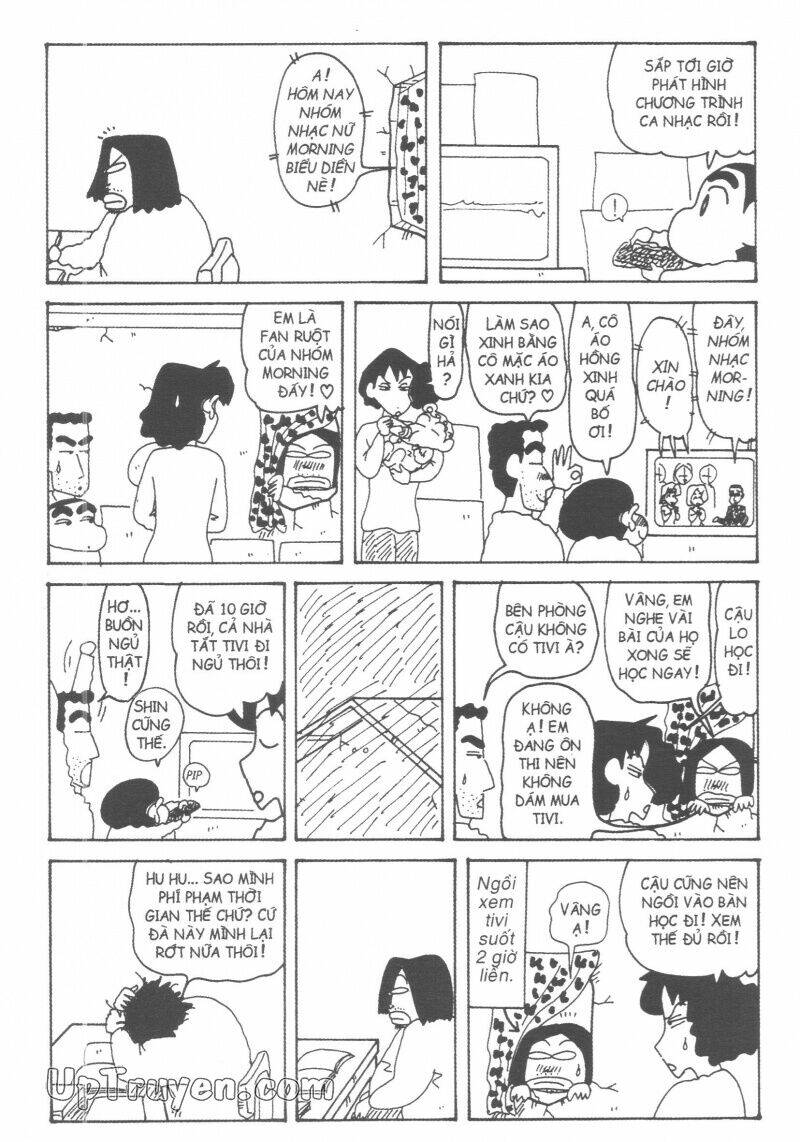 SẮP TỚI GIỜ
PHÁT HÌNH
CHƯƠNG TRÌNH
CA NHẠC RỒI!
!
A!
HÔM NAY
NHÓM
NHẠC NỮ
MORNING
BIỂU DIỄN
NÈ!
ĐÂY,
NHÓM
NHẠC
MOR-
NING!
XIN
CHÀO!
A, CÔ
ÁO
HỒNG
XINH
QUÁ
BỐ
ƠI!
LÀM SAO
XINH BẰNG
CÔ MẶC ÁO
XANH KIA
CHỨ? ♡
NÓI
GÌ
HẢ
?
EM LÀ
FAN RUỘT
CỦA NHÓM
MORNING
ĐẤY! ♡
CẬU
LO
HỌC
ĐI!
VÂNG, EM
NGHE VÀI
BÀI CỦA HỌ
XONG SẼ
HỌC NGAY!
BÊN PHÒNG
CẬU KHÔNG
CÓ TIVI À?
KHÔNG
Ạ! EM
ĐANG ÔN
THI NÊN
KHÔNG
DÁM MUA
TIVI.
ĐÃ 10 GIỜ
RỒI, CẢ NHÀ
TẮT TIVI ĐI
NGỦ THÔI!
HƠ...
BUỒN
NGỦ
THẬT!
SHIN
CŨNG
THẾ.
PIP
CẬU CŨNG NÊN
NGỒI VÀO BÀN
HỌC ĐI! XEM
THẾ ĐỦ RỒI!
VÂNG
Ạ!
Ngồi
xem
tivi
suốt
2 giờ
liền.
HU HU... SAO MÌNH
PHÍ PHẠM THỜI
GIAN THẾ CHỨ? CỨ
ĐÀ NÀY MÌNH LẠI
RỚT NỮA THÔI!
UpTruyen.com